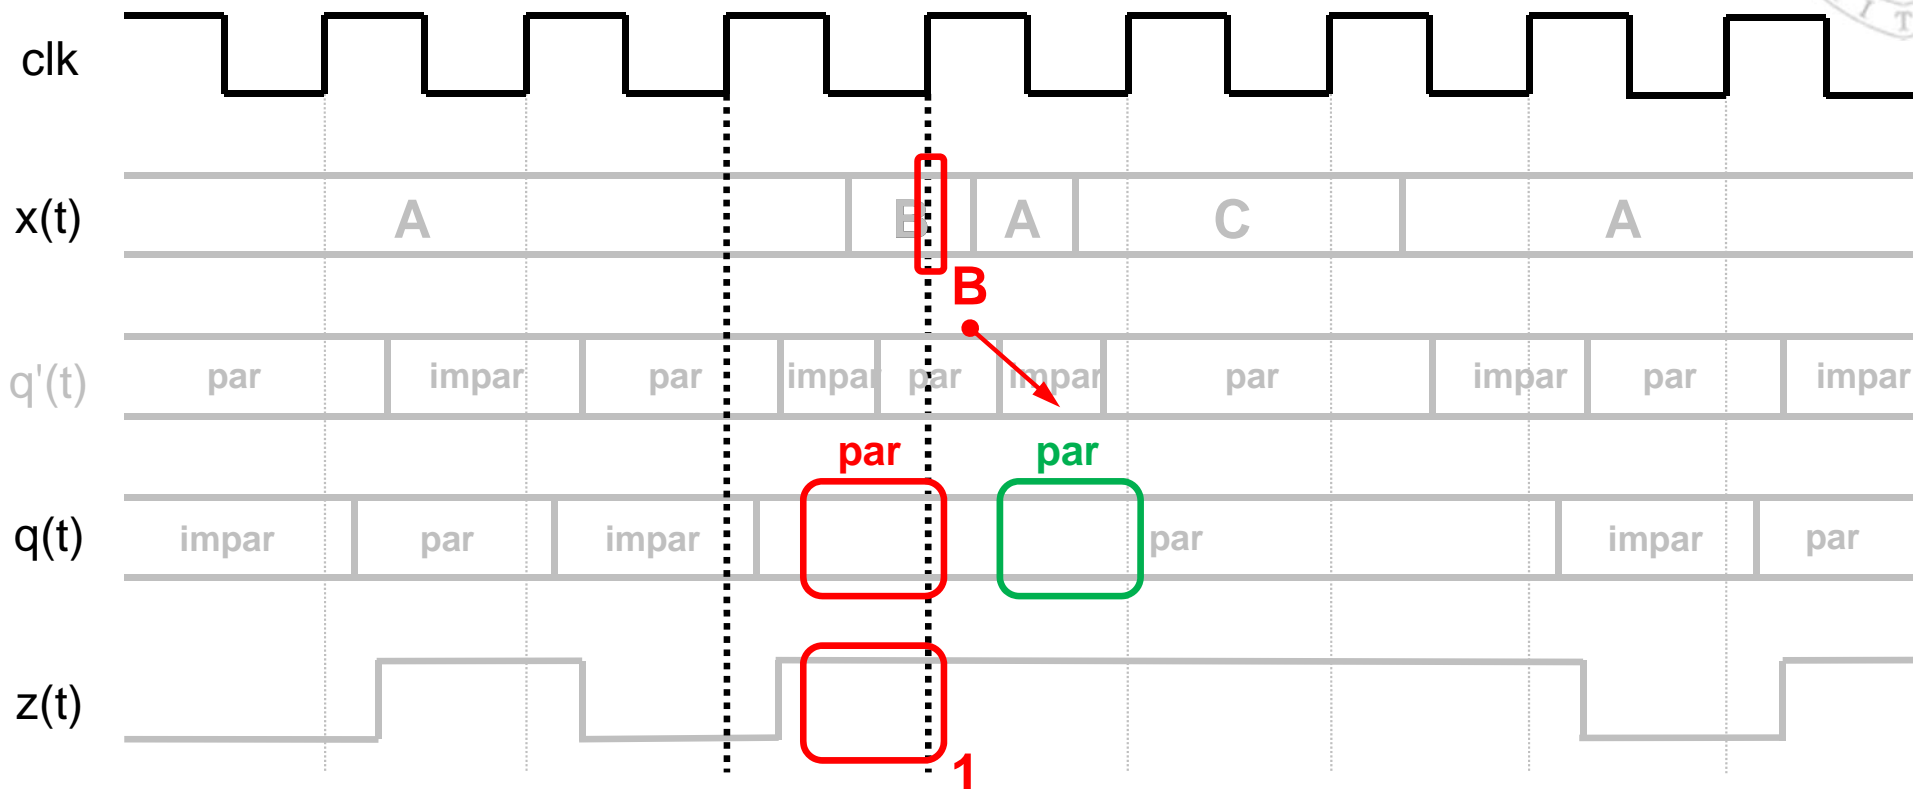 clk
x(t) A B A C A
B
q'(t) par impar par impar par impar par impar par impar
par par
q(t) impar par impar par impar par
z(t)
1